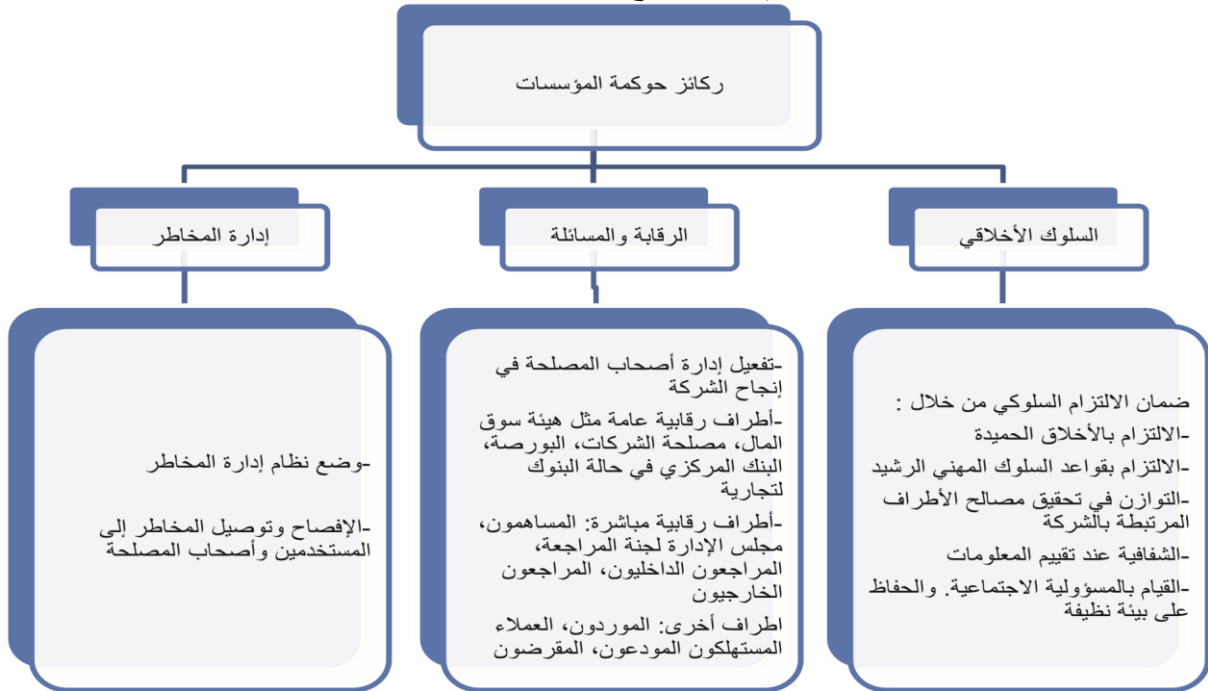 ركائز حوكمة المؤسسات
السلوك الأخلاقي
الرقابة والمسائلة
إدارة المخاطر
ضمان الالتزام السلوكي من خلال :
-الالتزام بالأخلاق الحميدة
-الالتزام بقواعد السلوك المهني الرشيد
-التوازن في تحقيق مصالح الأطراف
المرتبطة بالشركة
-الشفافية عند تقييم المعلومات
-القيام بالمسؤولية الاجتماعية. والحفاظ
على بيئة نظيفة
-تفعيل إدارة أصحاب المصلحة في
إنجاح الشركة
-أطراف رقابية عامة مثل هيئة سوق
المال، مصلحة الشركات، البورصة،
البنك المركزي في حالة البنوك
لتجارية
-أطراف رقابية مباشرة: المساهمون،
مجلس الإدارة لجنة المراجعة،
المراجعون الداخليون، المراجعون
الخارجيون
اطراف أخرى: الموردون، العملاء
المستهلكون المودعون، المقرضون
-وضع نظام إدارة المخاطر
-الإفصاح وتوصيل المخاطر إلى
المستخدمين وأصحاب المصلحة